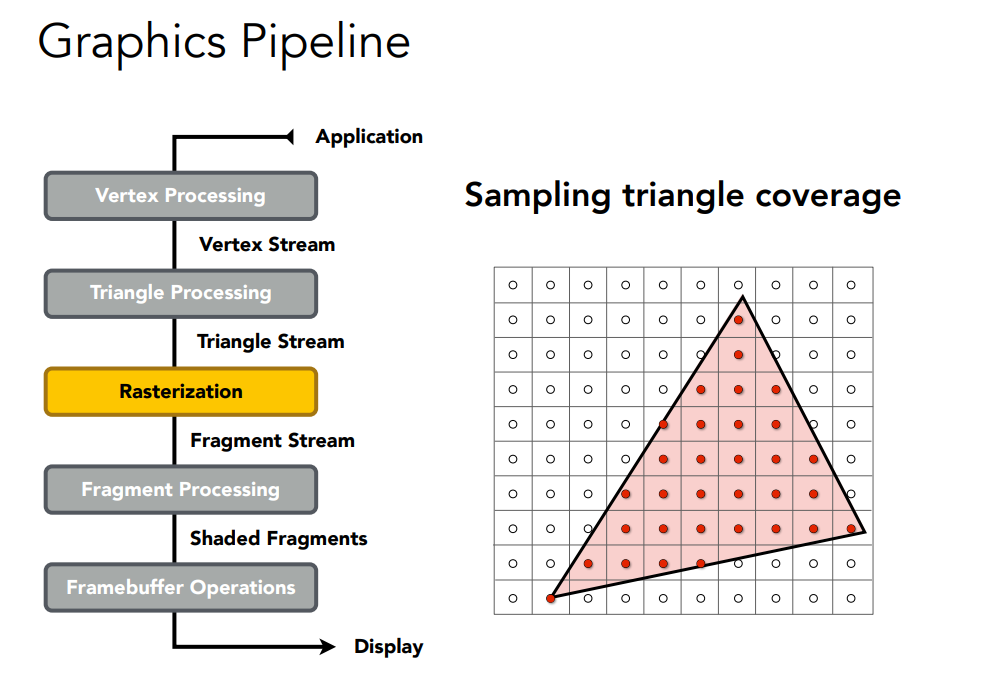 Graphics Pipeline
Application
Vertex Processing
Vertex Stream
Triangle Processing
Triangle Stream
Rasterization
Fragment Stream
Fragment Processing
Shaded Fragments
Framebuffer Operations
Display
Sampling triangle coverage